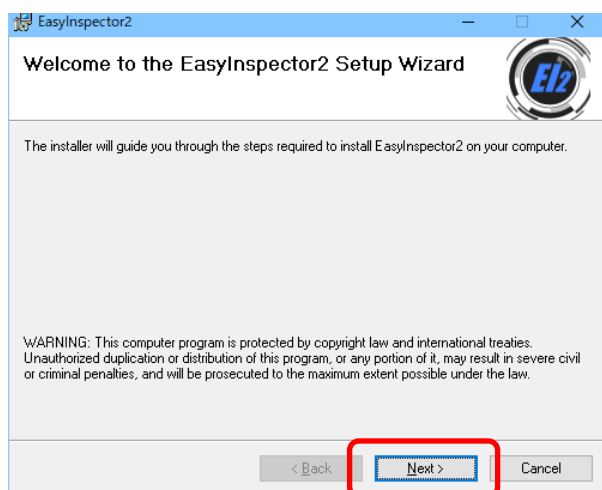 EasyInspector2
Welcome to the EasyInspector2 Setup Wizard
EI2
The installer will guide you through the steps required to install EasyInspector2 on your computer.
WARNING: This computer program is protected by copyright law and international treaties.
Unauthorized duplication or distribution of this program, or any portion of it, may result in severe civil
or criminal penalties, and will be prosecuted to the maximum extent possible under the law.
< Back
Next >
Cancel